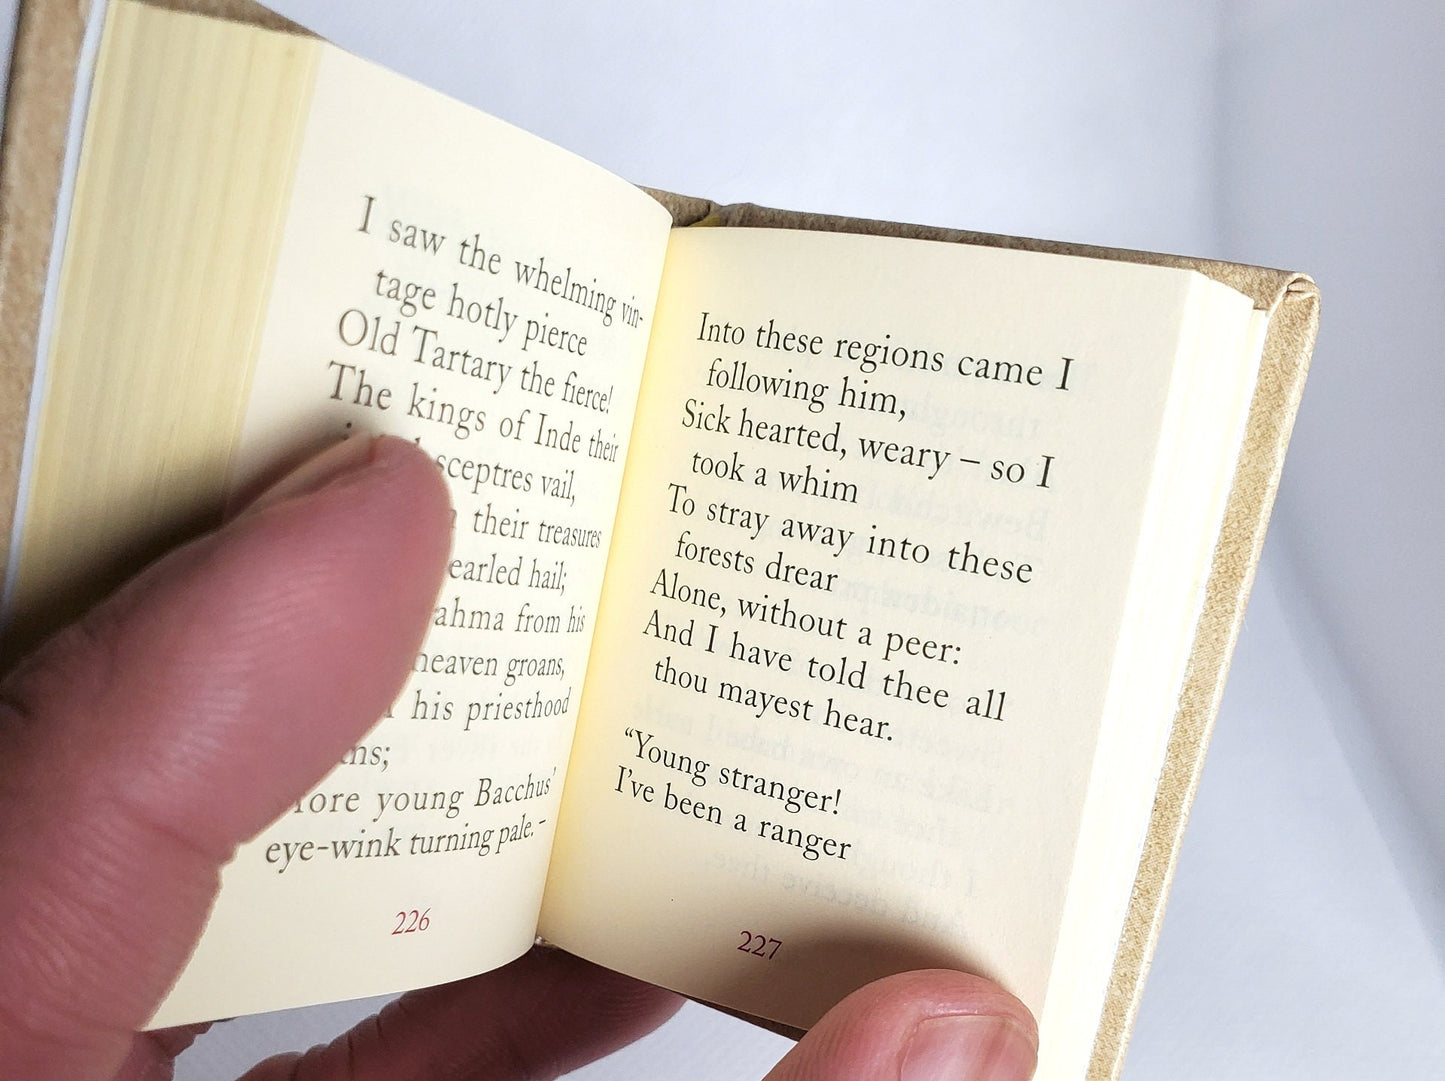 I saw the whelming vin-
tage hotly pierce
Old Tartary the fierce!
The kings of Inde their
sceptres vail,
their treasures
earled hail;
ahma from his
heaven groans,
his priesthood
ns;
fore young Bacchus’
eye-wink turning pale. –
226
Into these regions came I
following him,
Sick hearted, weary – so I
took a whim
To stray away into these
forests drear
Alone, without a peer:
And I have told thee all
thou mayest hear.
“Young stranger!
I’ve been a ranger
227